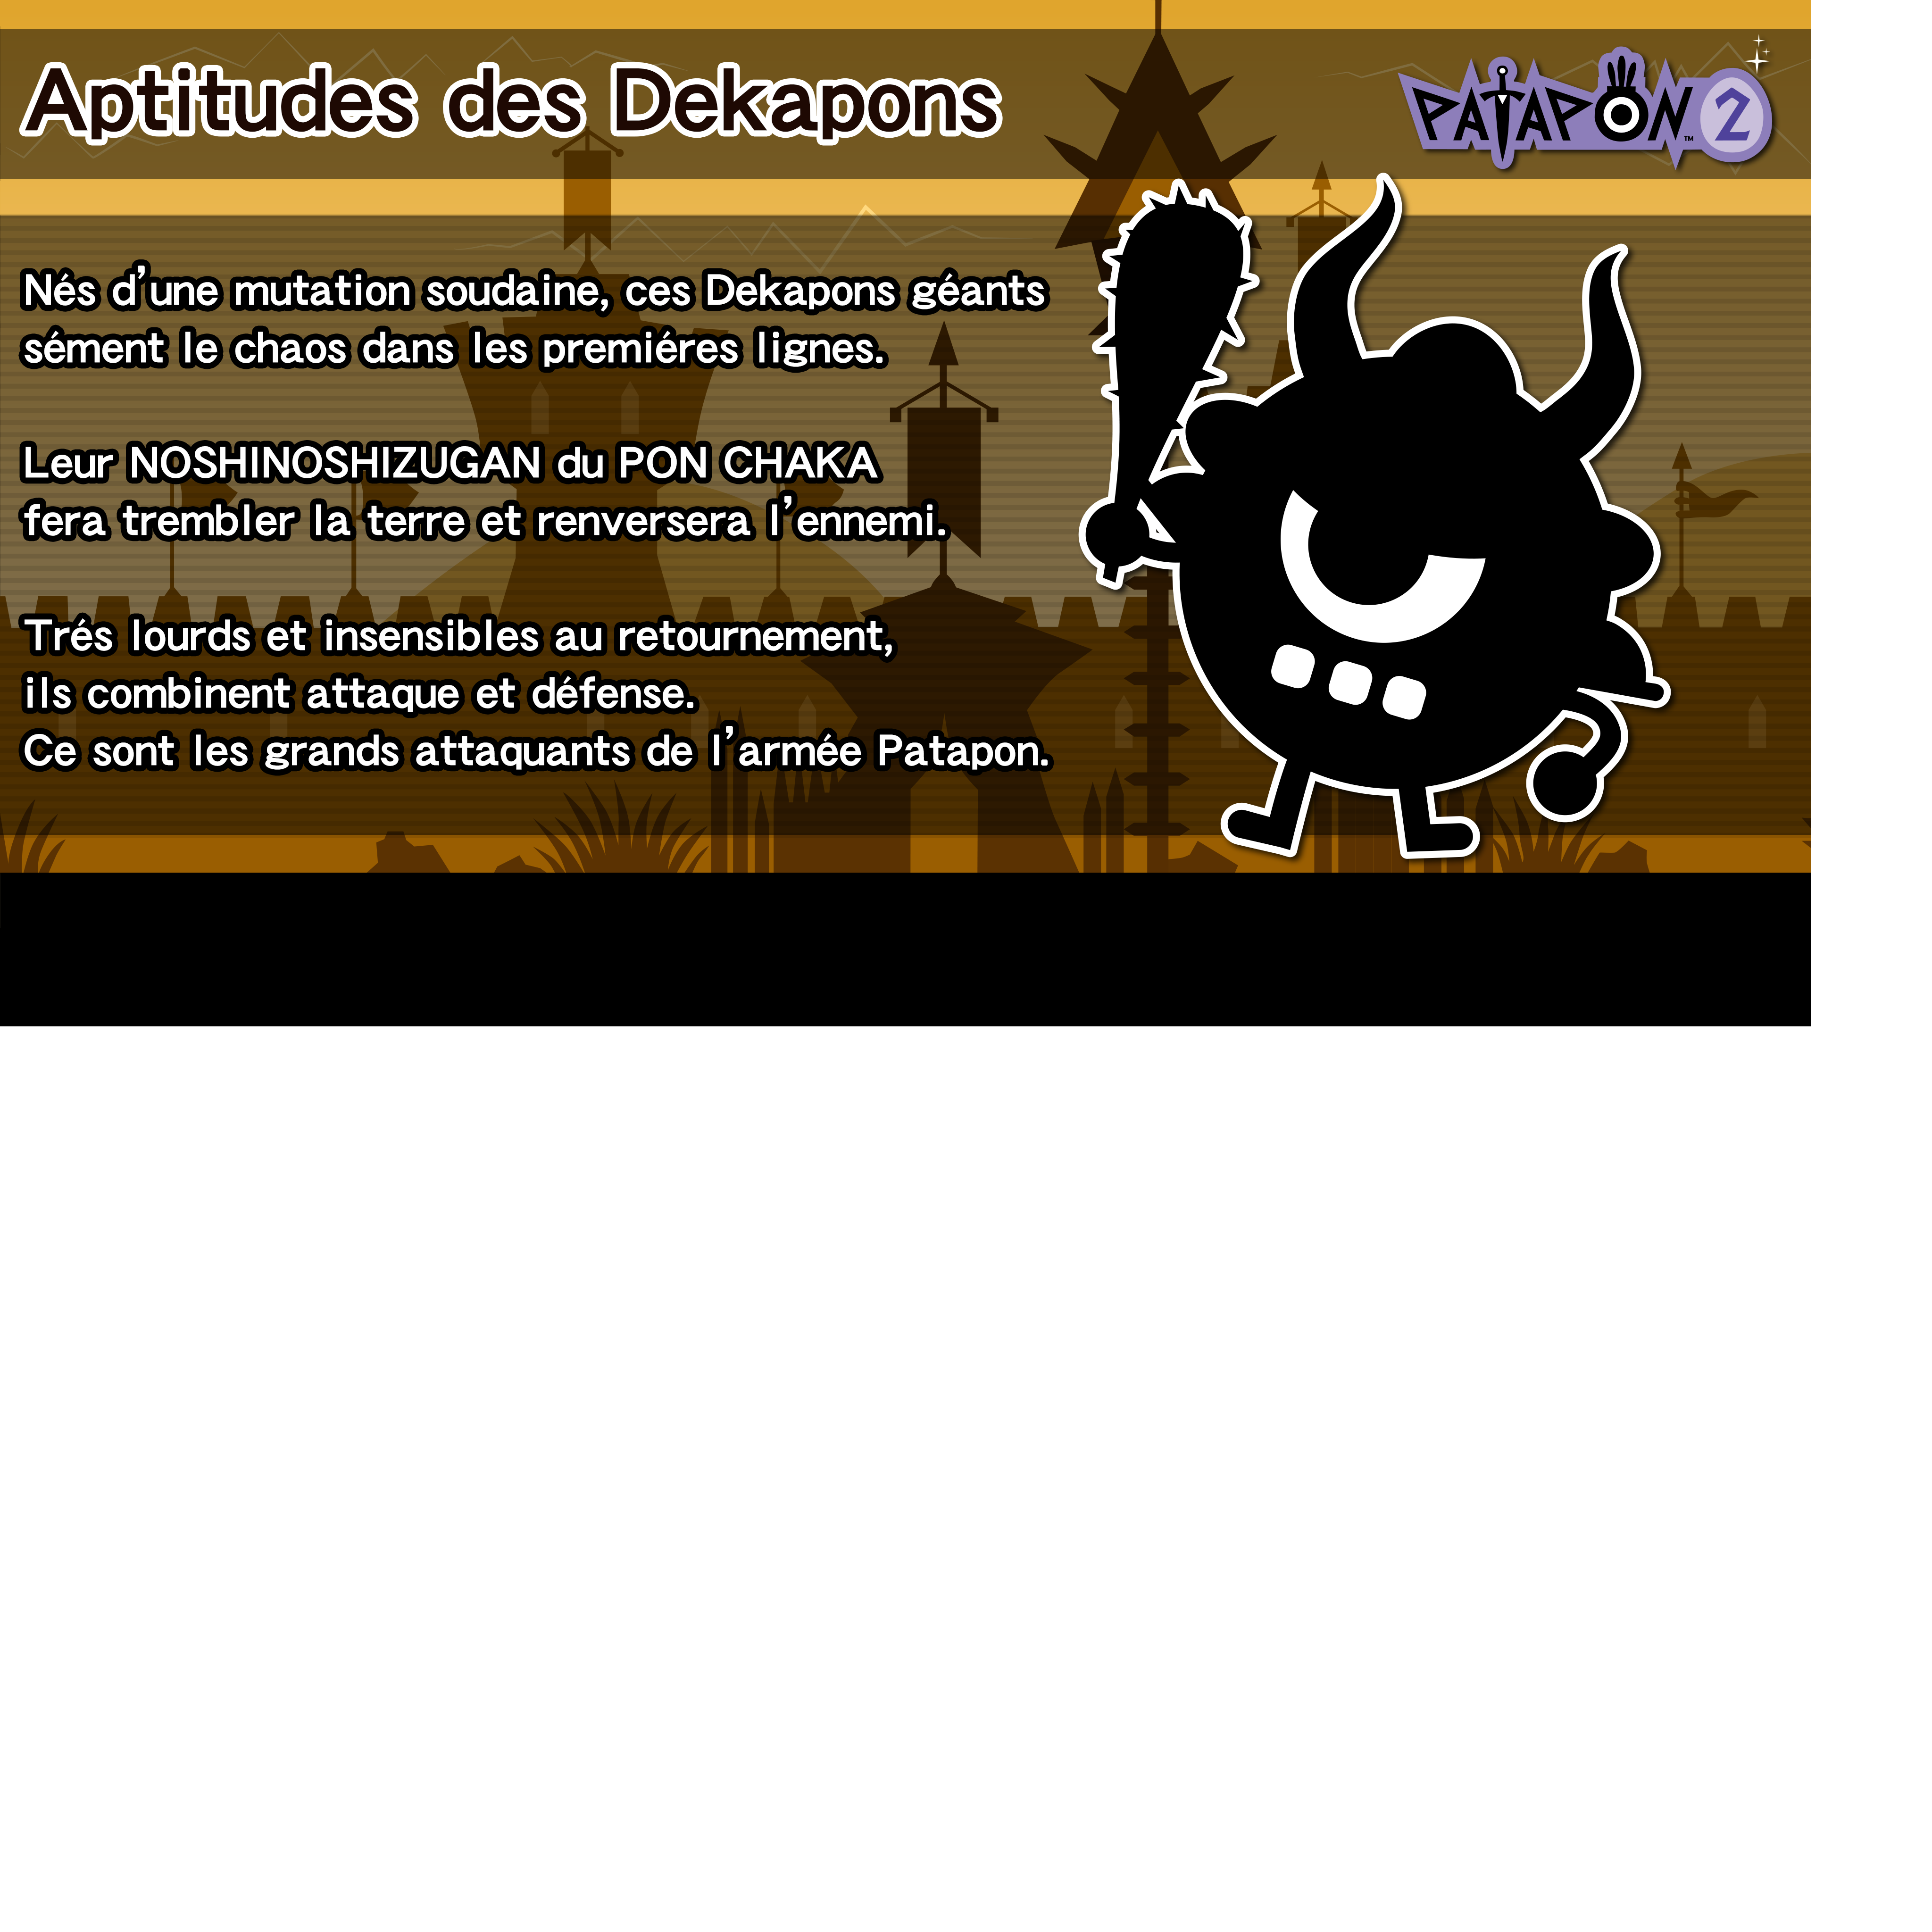 Aptitudes des Dekapons
PATAPON 2
™
Nés d'une mutation soudaine, ces Dekapons géants
sément le chaos dans les premiéres lignes.
Leur NOSHINOSHIZUGAN du PON CHAKA
fera trembler la terre et renversera l'ennemi.
Trés lourds et insensibles au retournement,
ils combinent attaque et défense.
Ce sont les grands attaquants de l'armée Patapon.